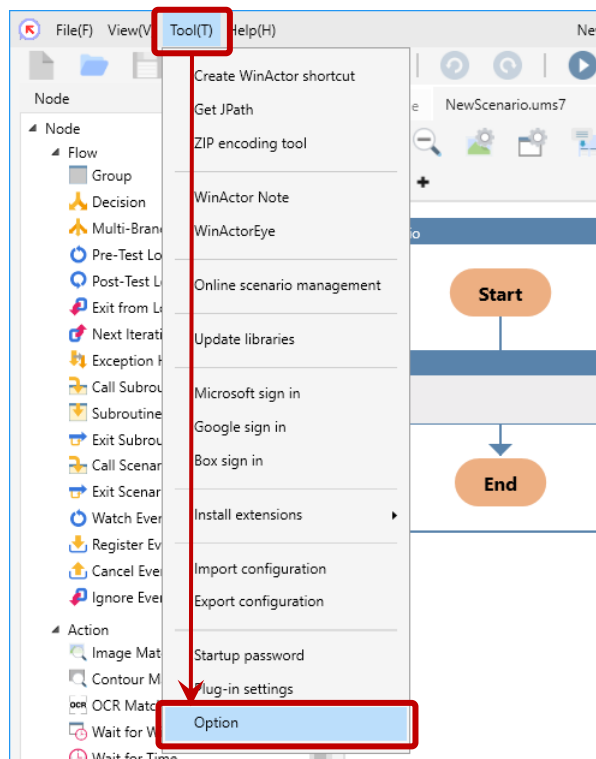 File(F) View(V Tool(T) Help(H) Ne
Node
e NewScenario.ums7
Node
Flow
Group
Decision
Multi-Bran
Pre-Test Lo
Post-Test L
Exit from L
Next Iterati
Exception H
Call Subrou
Subroutine
Exit Subrou
Call Scenar
Exit Scenar
Watch Ever
Register Ev
Cancel Eve
Ignore Ever
Action
Image Mat
Contour M
OCR OCR Matc
Wait for W
Wait for Time
Create WinActor shortcut
Get JPath
ZIP encoding tool
WinActor Note
WinActorEye
Online scenario management
Update libraries
Microsoft sign in
Google sign in
Box sign in
Install extensions
Import configuration
Export configuration
Startup password
Plug-in settings
Option
io
Start
End